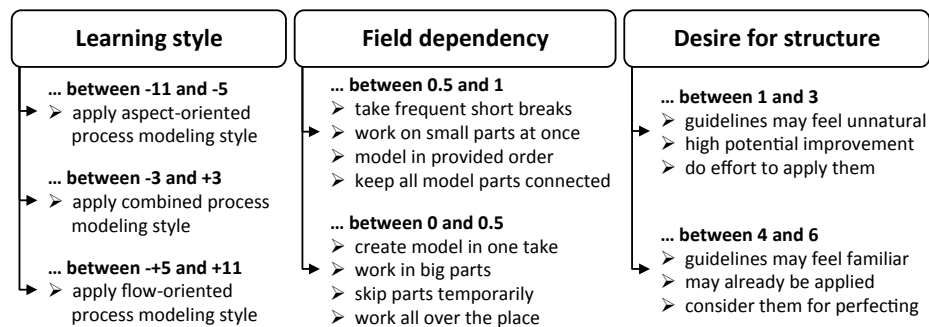 Learning style
... between -11 and -5
➢ apply aspect-oriented
process modeling style
... between -3 and +3
➢ apply combined process
modeling style
... between -+5 and +11
➢ apply flow-oriented
process modeling style
Field dependency
... between 0.5 and 1
➢ take frequent short breaks
➢ work on small parts at once
➢ model in provided order
➢ keep all model parts connected
... between 0 and 0.5
➢ create model in one take
➢ work in big parts
➢ skip parts temporarily
➢ work all over the place
Desire for structure
... between 1 and 3
➢ guidelines may feel unnatural
➢ high potential improvement
➢ do effort to apply them
... between 4 and 6
➢ guidelines may feel familiar
➢ may already be applied
➢ consider them for perfecting